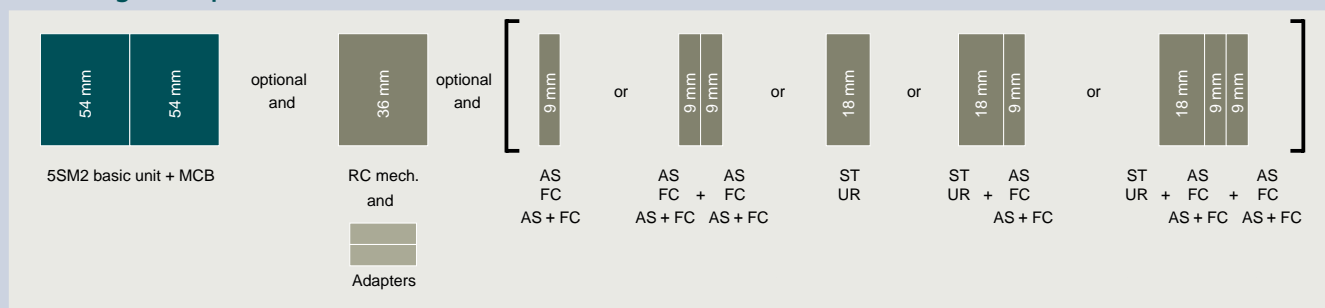 54 mm
54 mm
optional
and
36 mm
optional
and
9 mm
or
9 mm
9 mm
or
18 mm
or
18 mm
9 mm
or
18 mm
9 mm
9 mm
5SM2 basic unit + MCB
RC mech.
and
Adapters
AS
FC
AS + FC
AS AS
FC + FC
AS + FC AS + FC
ST
UR
ST AS
UR + FC
AS + FC
ST AS AS
UR + FC + FC
AS + FC AS + FC